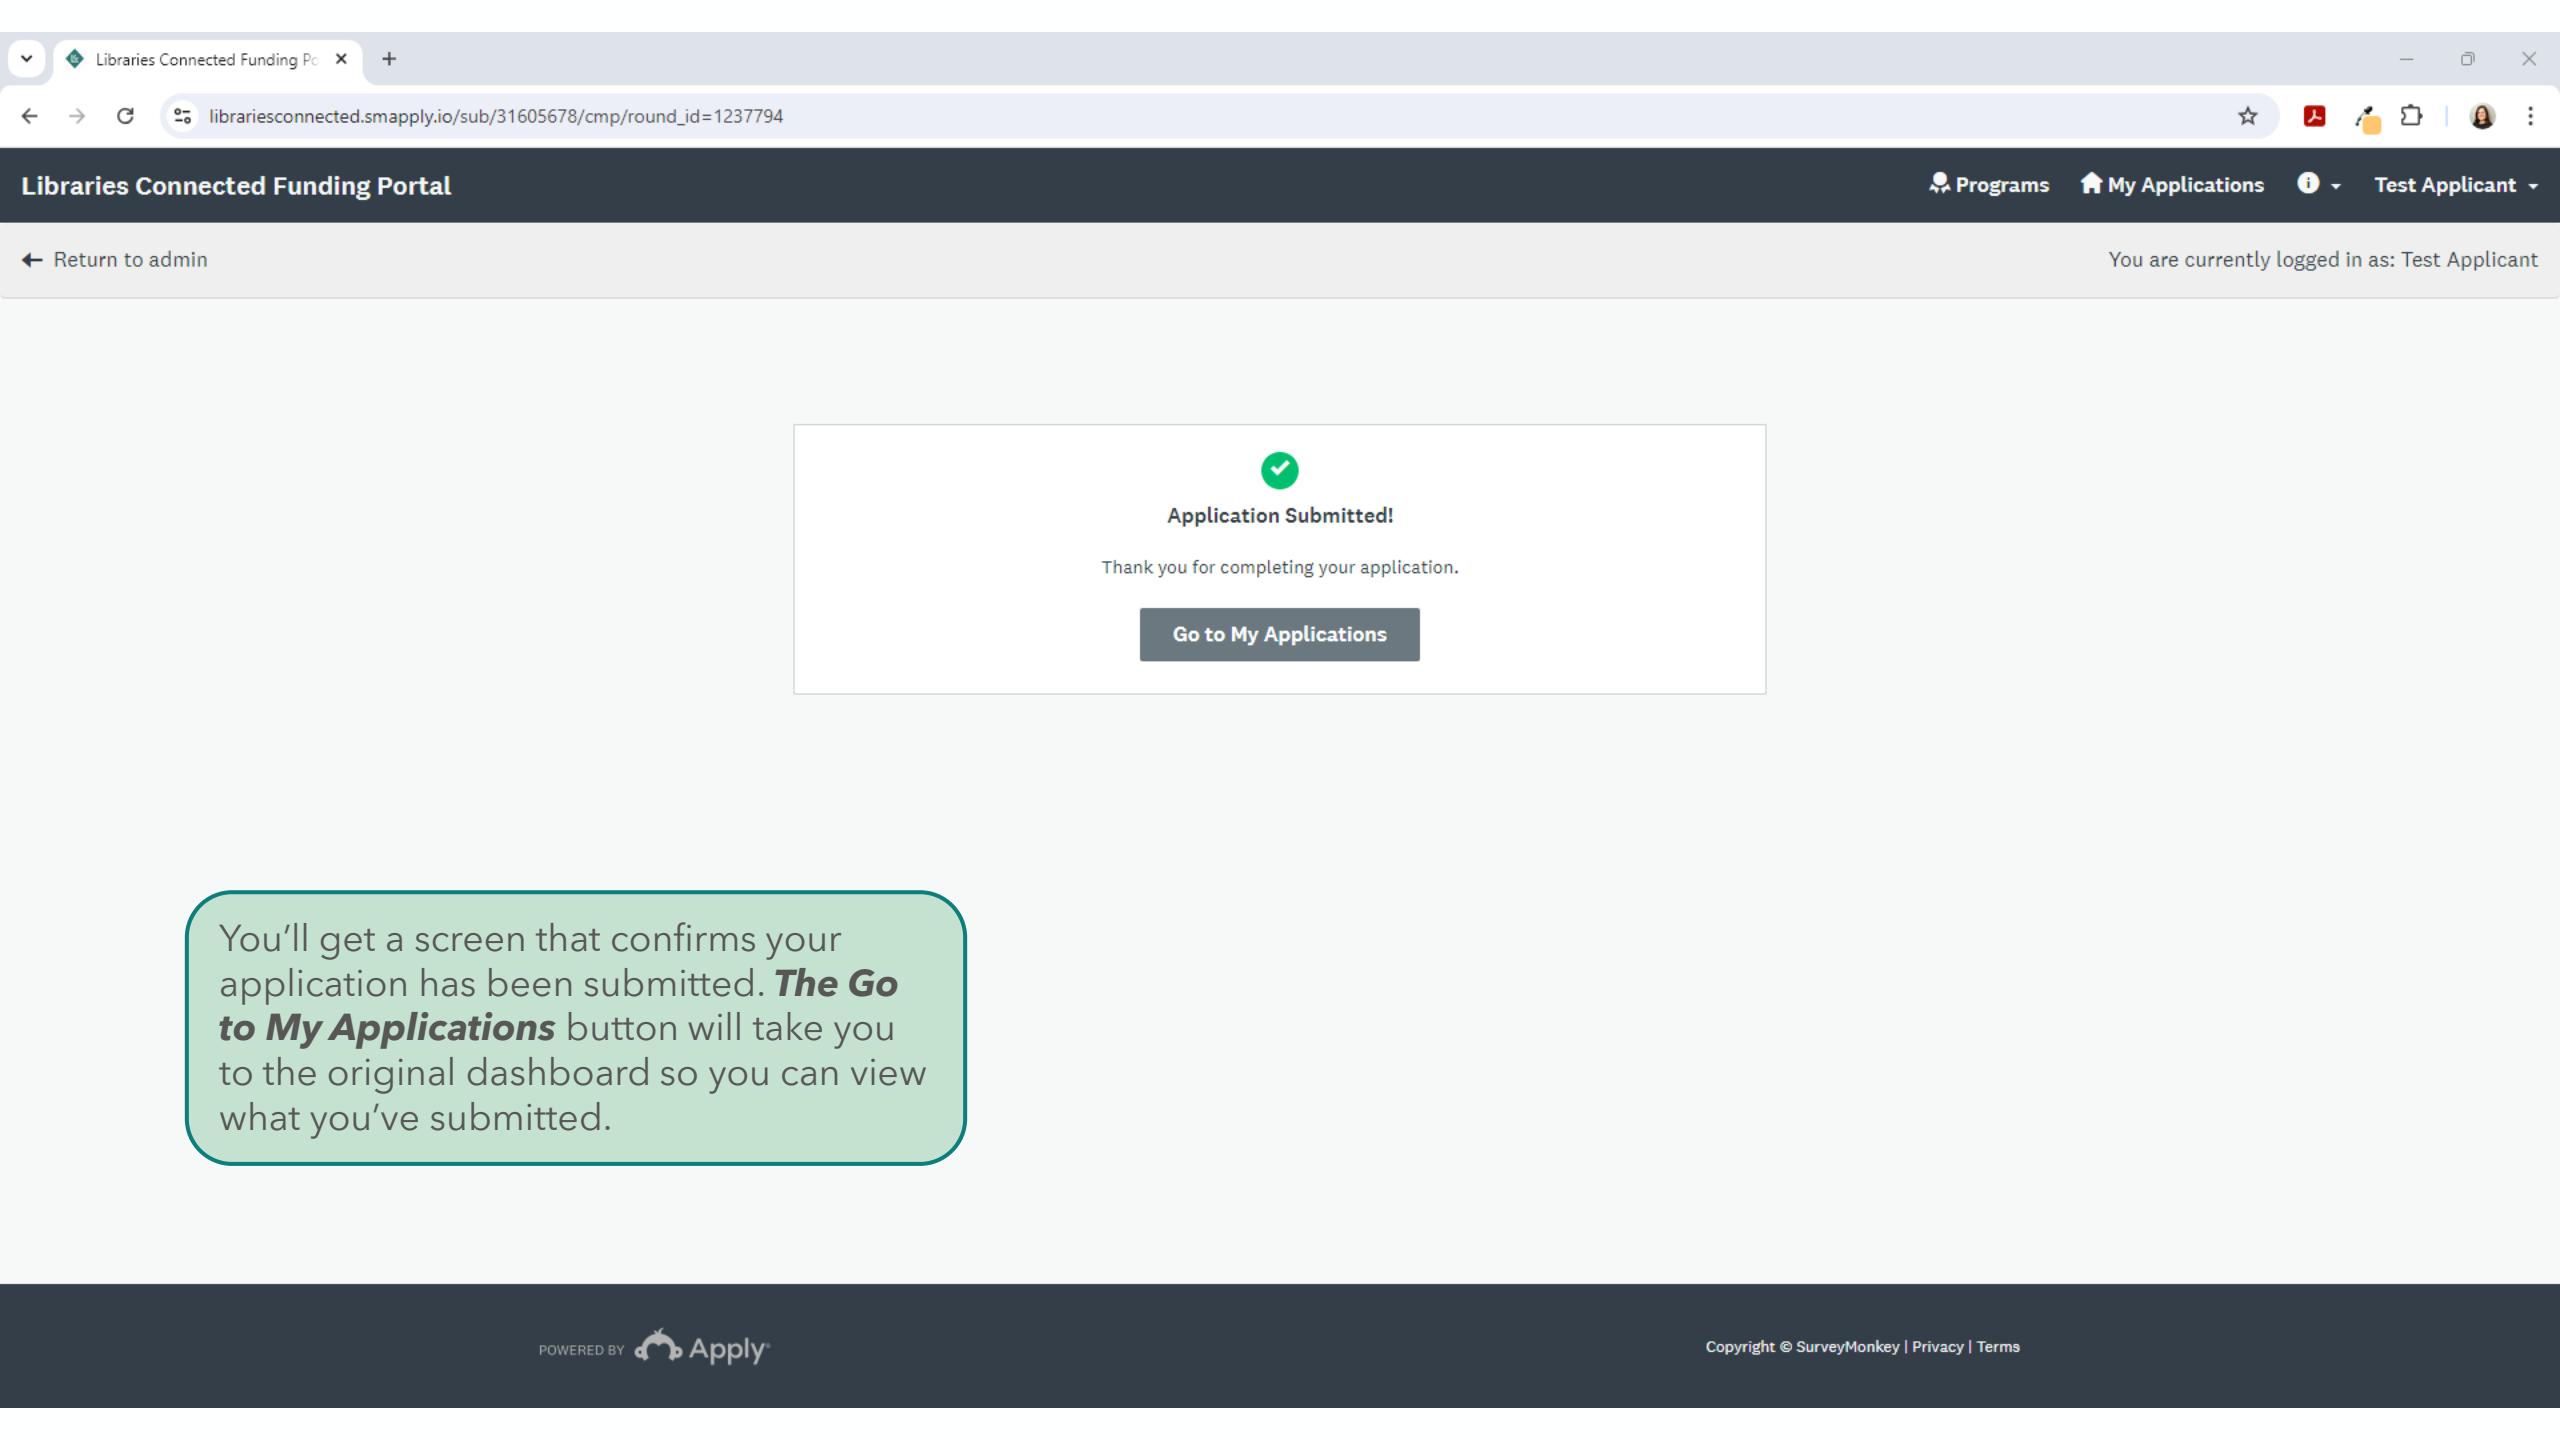 Libraries Connected Funding Po
librariesconnected.smapply.io/sub/31605678/cmp/round_id=1237794
Libraries Connected Funding Portal
Programs
My Applications
Test Applicant
Return to admin
You are currently logged in as: Test Applicant
Application Submitted!
Thank you for completing your application.
Go to My Applications
You’ll get a screen that confirms your
application has been submitted. The Go
to My Applications button will take you
to the original dashboard so you can view
what you’ve submitted.
POWERED BY Apply
Copyright © SurveyMonkey | Privacy | Terms